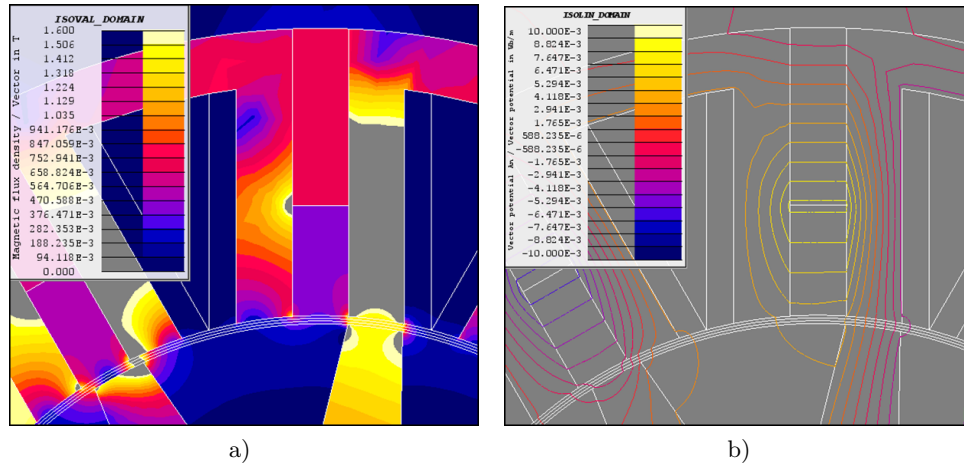 ISOVAL_DOMAIN
Magnetic flux density / Vector in T
1.600
1.506
1.412
1.318
1.224
1.129
1.035
941.176E-3
847.059E-3
752.941E-3
658.824E-3
564.706E-3
470.588E-3
376.471E-3
282.353E-3
188.235E-3
94.118E-3
0.000
a)
ISOLIN_DOMAIN
Vector potential An / Vector potential in Wb/m
10.000E-3
8.824E-3
7.647E-3
6.471E-3
5.294E-3
4.118E-3
2.941E-3
1.765E-3
588.235E-6
-588.235E-6
-1.765E-3
-2.941E-3
-4.118E-3
-5.294E-3
-6.471E-3
-7.647E-3
-8.824E-3
-10.000E-3
b)